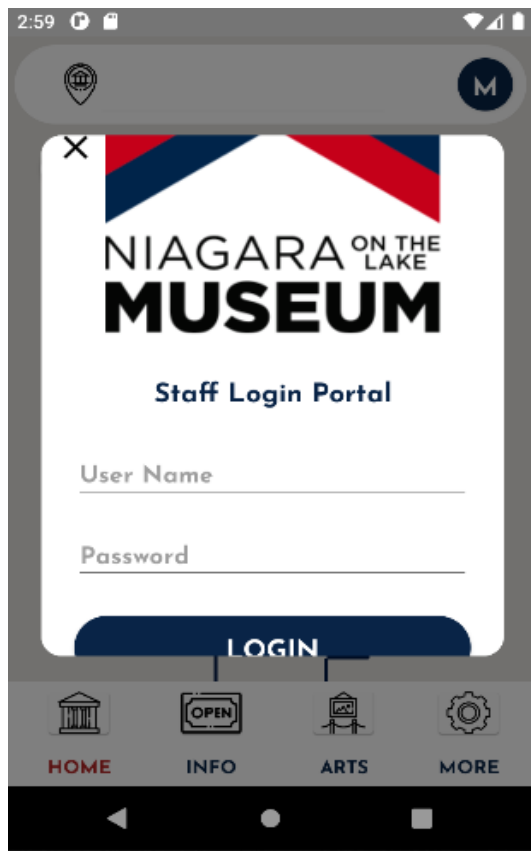 2:59
M
NIAGARA ON THE LAKE
MUSEUM
Staff Login Portal
User Name
Password
LOGIN
OPEN
HOME INFO ARTS MORE